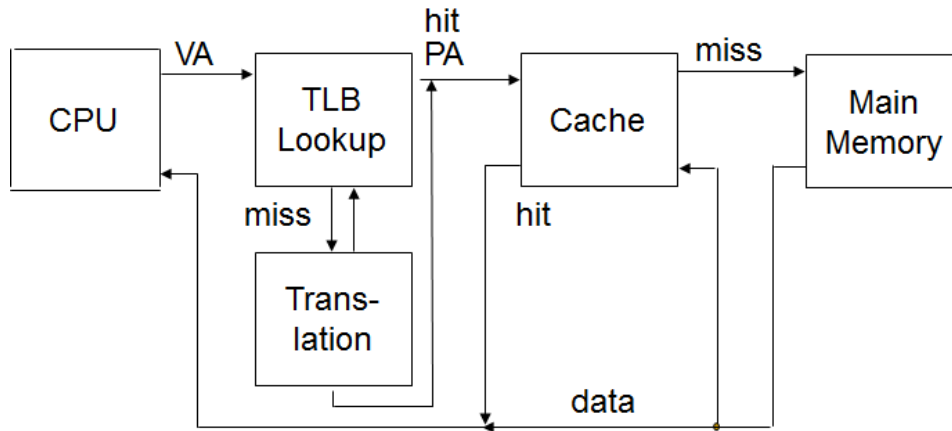 CPU
VA
TLB
Lookup
hit
PA
Cache
miss
Main
Memory
miss
hit
Trans-
lation
data